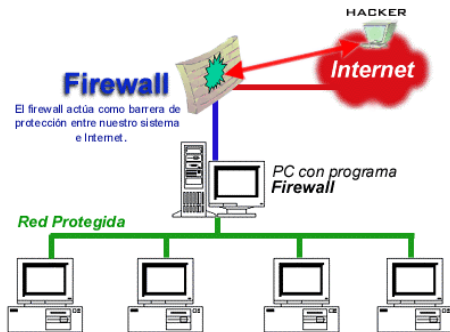 HACKER
Internet
Firewall
El firewall actúa como barrera de
protección entre nuestro sistema
e Internet.
PC con programa
Firewall
Red Protegida